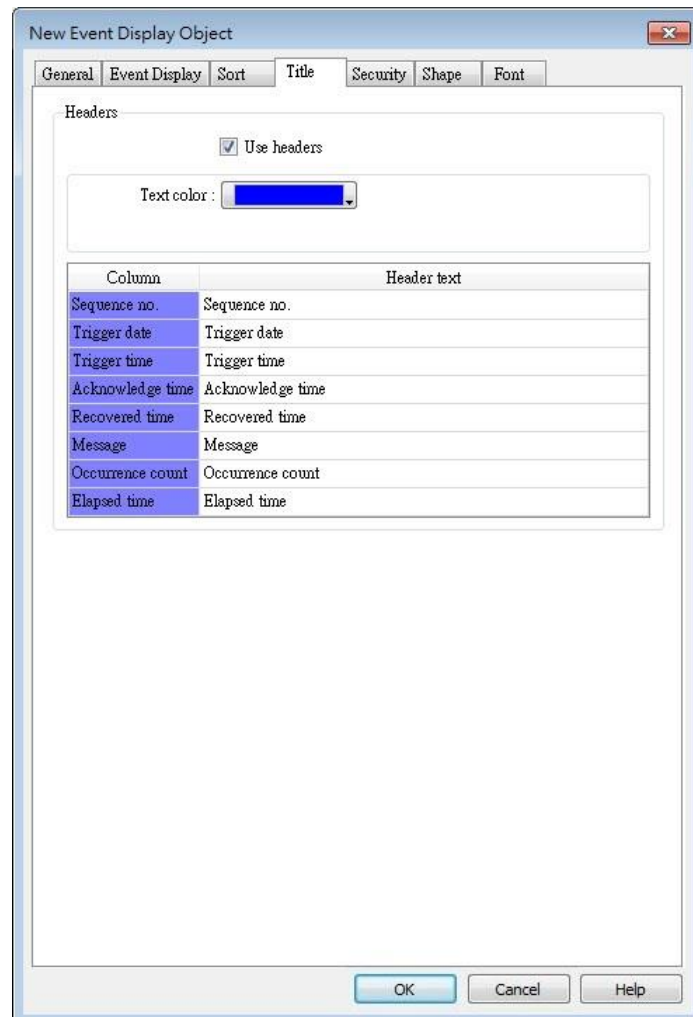 New Event Display Object
General Event Display Sort Title Security Shape Font
Headers
Use headers
Text color :
Column Header text
Sequence no. Sequence no.
Trigger date Trigger date
Trigger time Trigger time
Acknowledge time Acknowledge time
Recovered time Recovered time
Message Message
Occurrence count Occurrence count
Elapsed time Elapsed time
OK Cancel Help